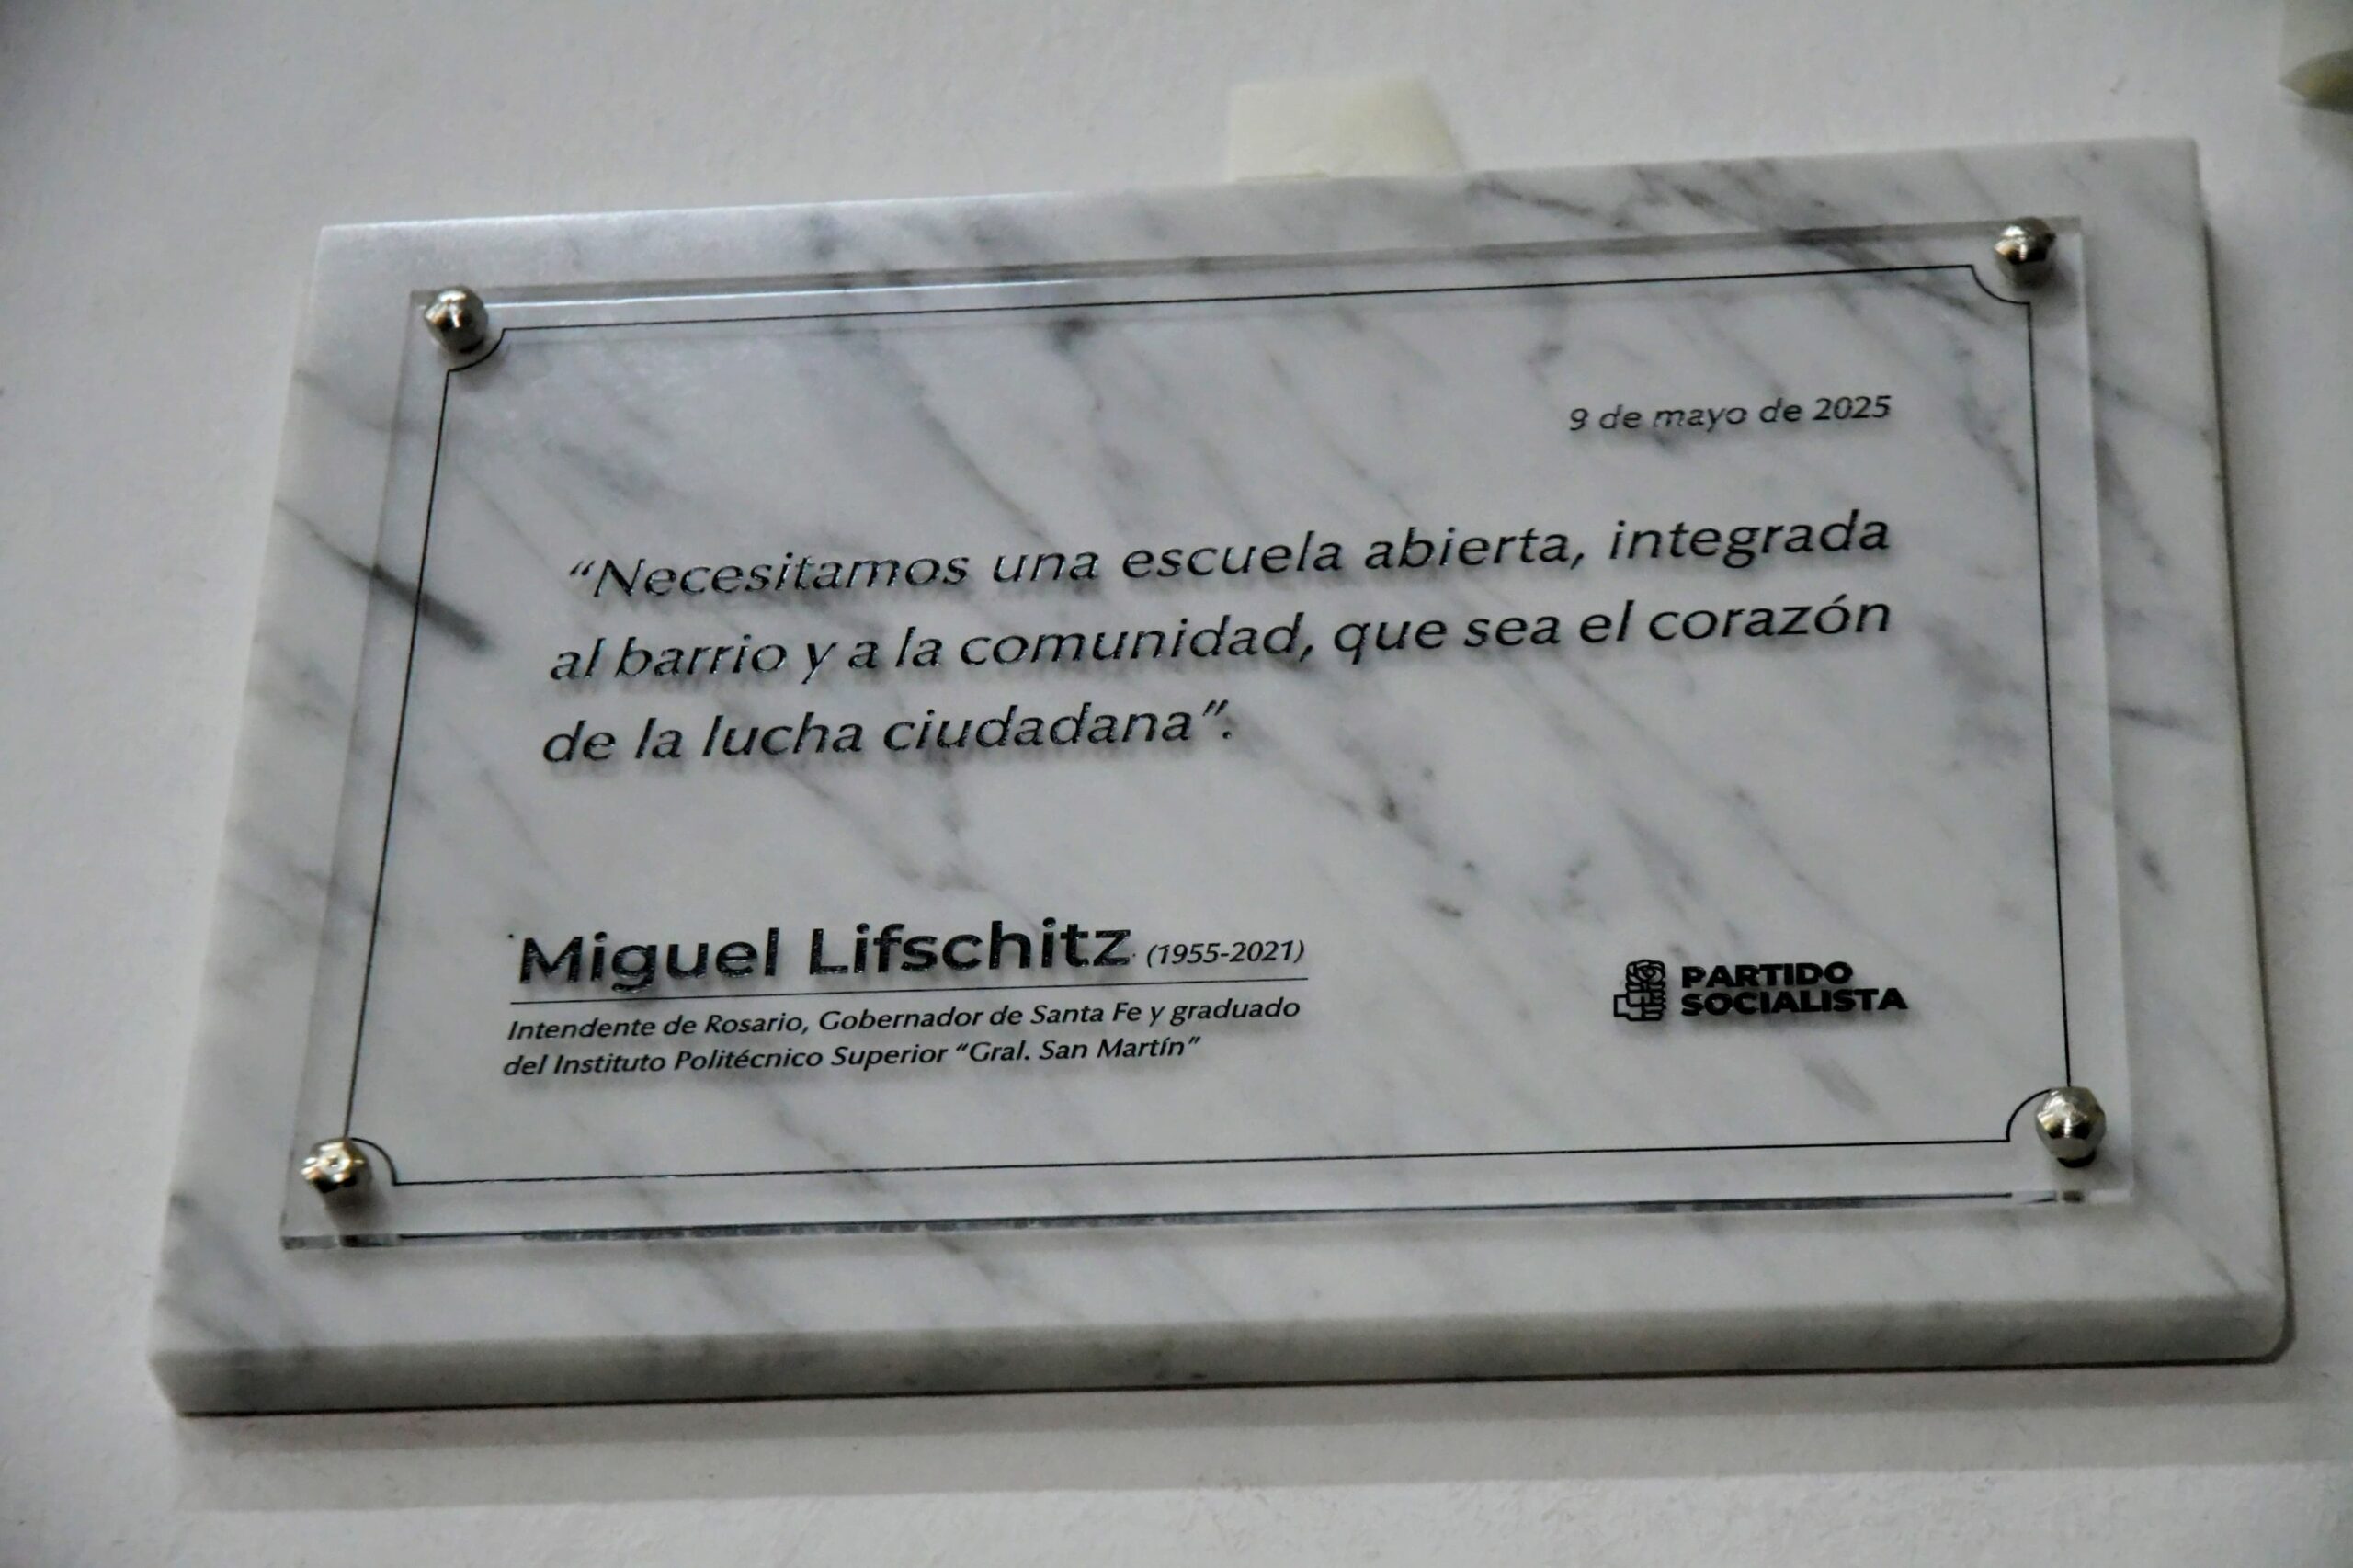 9 de mayo de 2025
“Necesitamos una escuela abierta, integrada
al barrio y a la comunidad, que sea el corazón
de la lucha ciudadana”.
Miguel Lifschitz (1955-2021)
Intendente de Rosario, Gobernador de Santa Fe y graduado
del Instituto Politécnico Superior “Gral. San Martín”
PARTIDO
SOCIALISTA